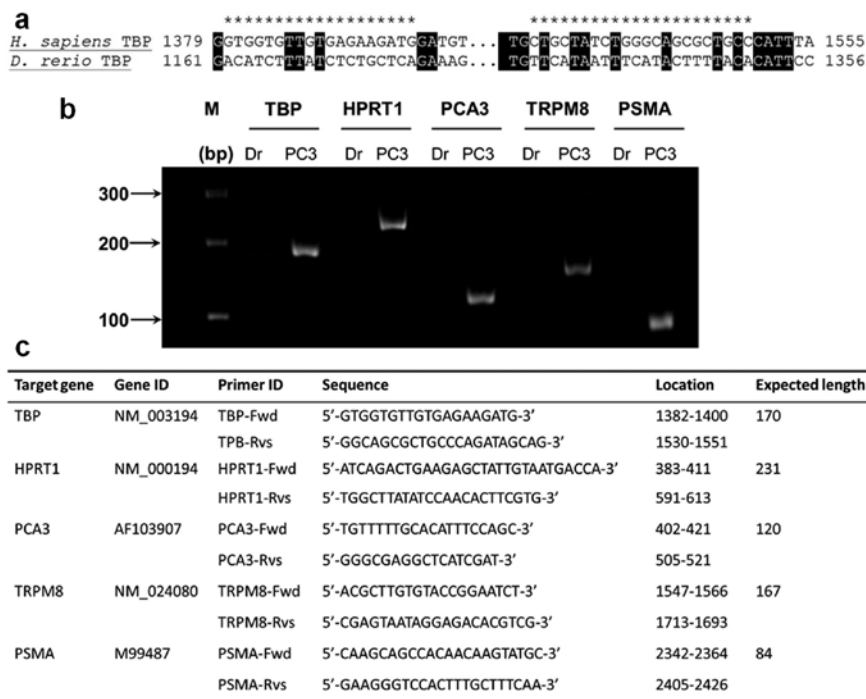 a
******************* **********************
H. sapiens TBP 1379 GGTGGTGTTGTGAGAAGATGGATGT... TGCTGCTATCTGGGCAGCGCTGCCCATTTA 1555
D. rerio TBP 1161 GACATCTTTATCTCTGCTCAGAAAG... TGTTCATAATTTCATACTTTTACACATTCC 1356
b
M TBP HPRT1 PCA3 TRPM8 PSMA
(bp) Dr PC3 Dr PC3 Dr PC3 Dr PC3 Dr PC3
300
200
100
c
Target gene Gene ID Primer ID Sequence Location Expected length
TBP NM_003194 TBP-Fwd 5′-GTGGTGTTGTGAGAAGATG-3′ 1382-1400 170
TPB-Rvs 5′-GGCAGCGCTGCCCAGATAGCAG-3′ 1530-1551
HPRT1 NM_000194 HPRT1-Fwd 5′-ATCAGACTGAAGAGCTATTGTAATGACCA-3′ 383-411 231
HPRT1-Rvs 5′-TGGCTTATATCCAACACTTCGTG-3′ 591-613
PCA3 AF103907 PCA3-Fwd 5′-TGTTTTTGCACATTTCCAGC-3′ 402-421 120
PCA3-Rvs 5′-GGGCGAGGCTCATCGAT-3′ 505-521
TRPM8 NM_024080 TRPM8-Fwd 5′-ACGCTTGTGTACCGGAATCT-3′ 1547-1566 167
TRPM8-Rvs 5′-CGAGTAATAGGAGACACGTCG-3′ 1713-1693
PSMA M99487 PSMA-Fwd 5′-CAAGCAGCCACAACAAGTATGC-3′ 2342-2364 84
PSMA-Rvs 5′-GAAGGGTCCACTTTGCTTTCAA-3′ 2405-2426